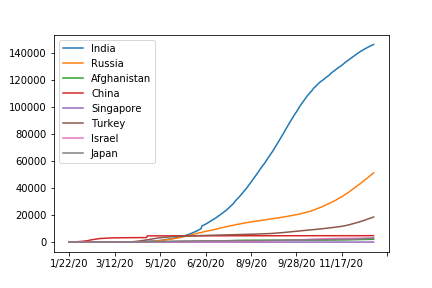 140000
120000
100000
80000
60000
40000
20000
0
India
Russia
Afghanistan
China
Singapore
Turkey
Israel
Japan
1/22/20 3/12/20 5/1/20 6/20/20 8/9/20 9/28/20 11/17/20